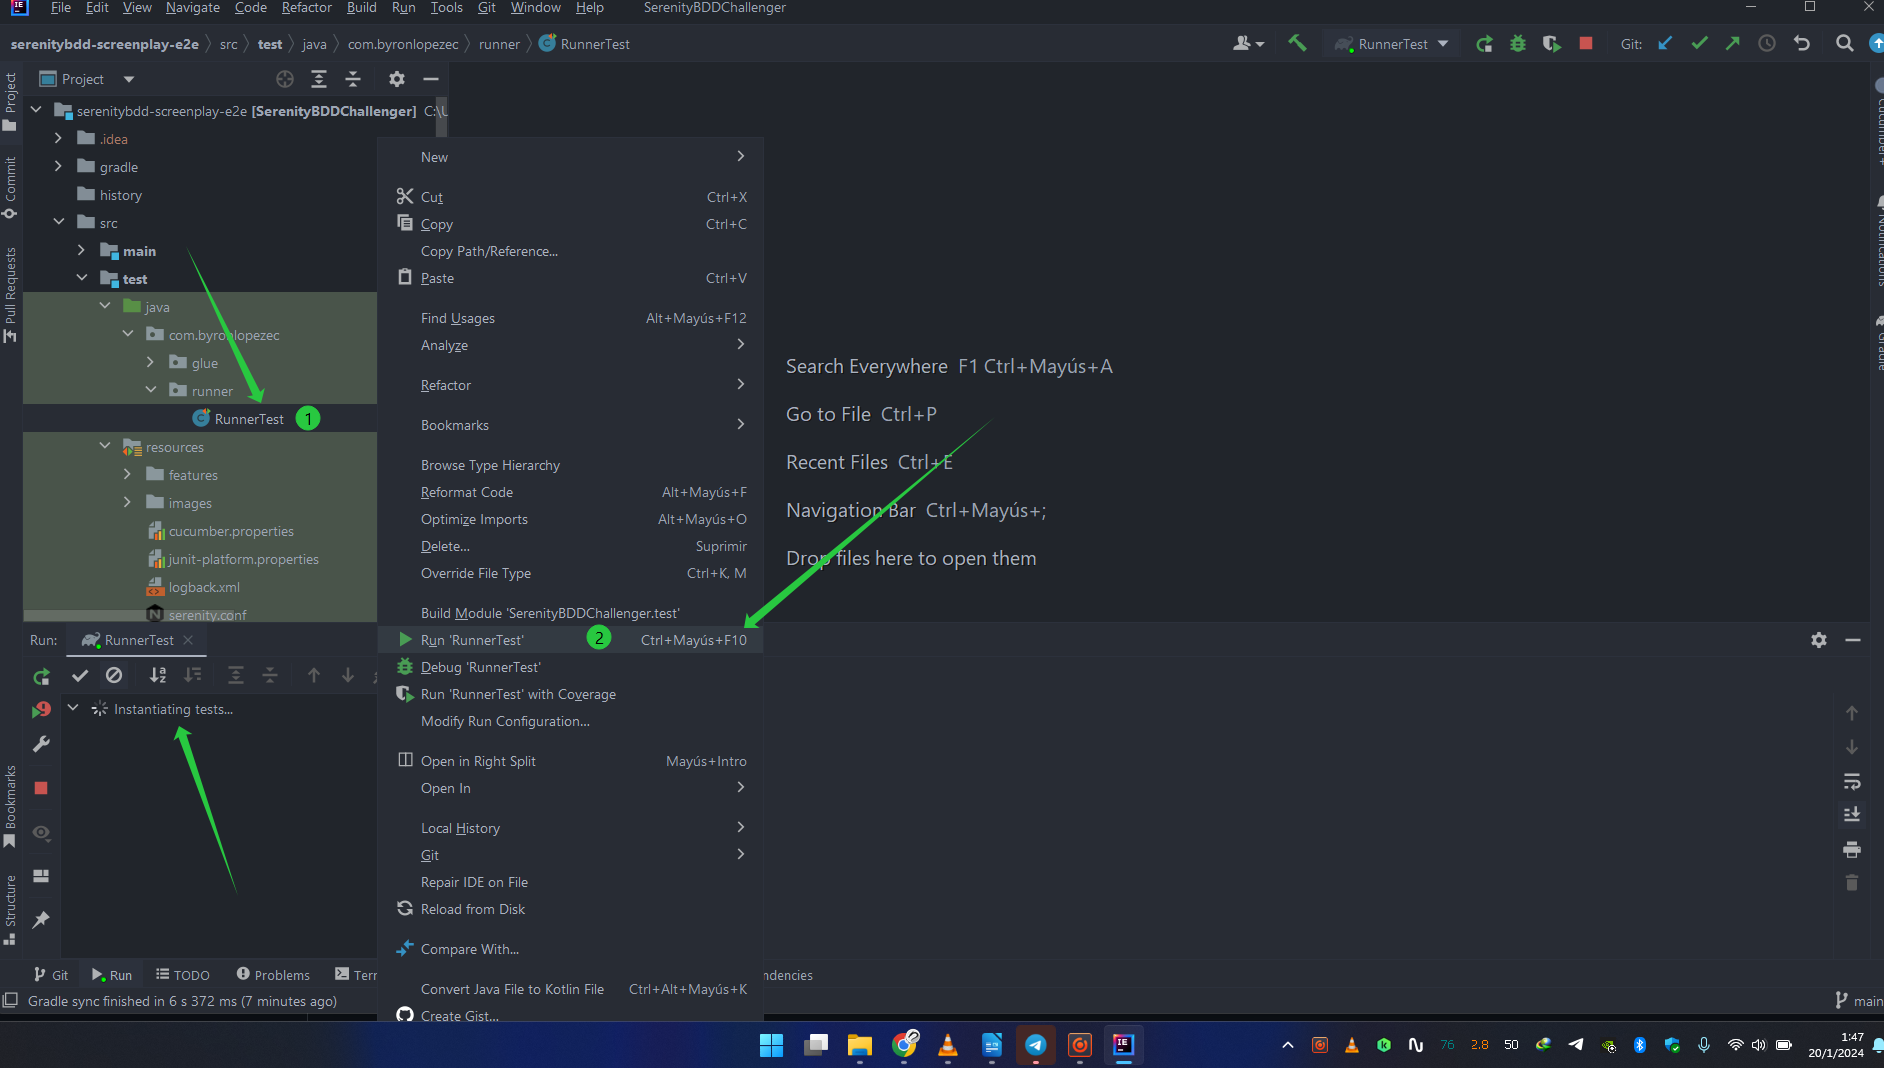 File Edit View Navigate Code Refactor Build Run Tools Git Window Help SerenityBDDChallenger
serenitybdd-screenplay-e2e src test java com.byronlopezec runner RunnerTest
RunnerTest Git:
Project
serenitybdd-screenplay-e2e [SerenityBDDChallenger] C:\U
.idea
gradle
history
src
main
test
java
com.byronlopezec
glue
runner
RunnerTest 1
resources
features
images
cucumber.properties
junit-platform.properties
logback.xml
serenity.conf
Project
Commit
Pull Requests
Bookmarks
Structure
New
Cut Ctrl+X
Copy Ctrl+C
Copy Path/Reference...
Paste Ctrl+V
Find Usages Alt+Mayús+F12
Analyze
Refactor
Bookmarks
Browse Type Hierarchy
Reformat Code Alt+Mayús+F
Optimize Imports Alt+Mayús+O
Delete... Suprimir
Override File Type Ctrl+K, M
Build Module 'SerenityBDDChallenger.test'
Run 'RunnerTest' 2 Ctrl+Mayús+F10
Debug 'RunnerTest'
Run 'RunnerTest' with Coverage
Modify Run Configuration...
Open in Right Split Mayús+Intro
Open In
Local History
Git
Repair IDE on File
Reload from Disk
Compare With...
Convert Java File to Kotlin File Ctrl+Alt+Mayús+K
Create Gist...
Search Everywhere F1 Ctrl+Mayús+A
Go to File Ctrl+P
Recent Files Ctrl+E
Navigation Bar Ctrl+Mayús+;
Drop files here to open them
Cucumber+
Notifications
Gradle
Run: RunnerTest
Instantiating tests...
Git Run TODO Problems Tern ndencies
Gradle sync finished in 6 s 372 ms (7 minutes ago) main
76 2.8 50
1:47
20/1/2024